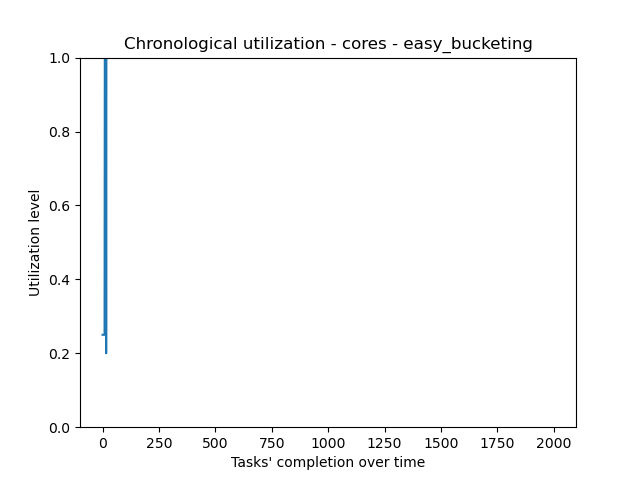 Chronological utilization - cores - easy_bucketing
1.0
0.8
0.6
0.4
0.2
0.0
Utilization level
0 250 500 750 1000 1250 1500 1750 2000
Tasks' completion over time